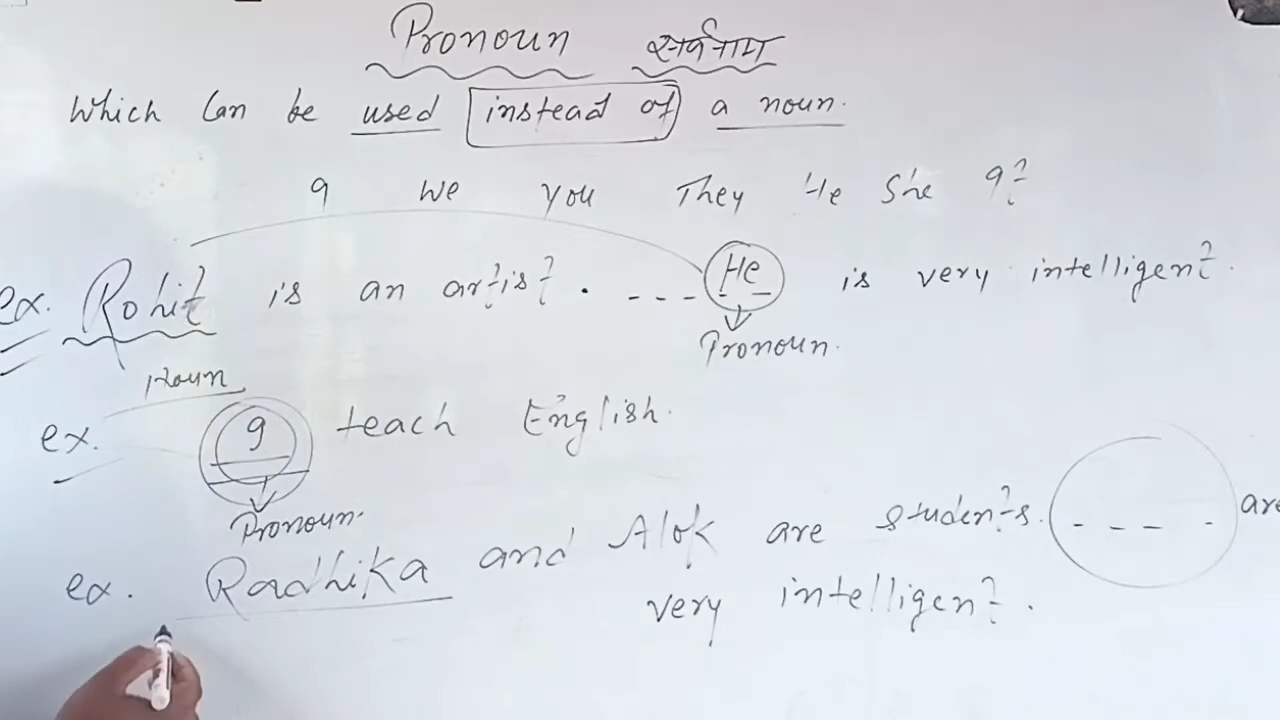 Pronoun सर्वनाम
Which Can be used instead of a noun.
I We You They He She It
ex. Rohit is an artist. ---- He is very intelligent.
Pronoun.
Noun
ex. I teach English.
Pronoun.
ex. Radhika and Alok are students. ---- are
very intelligent.